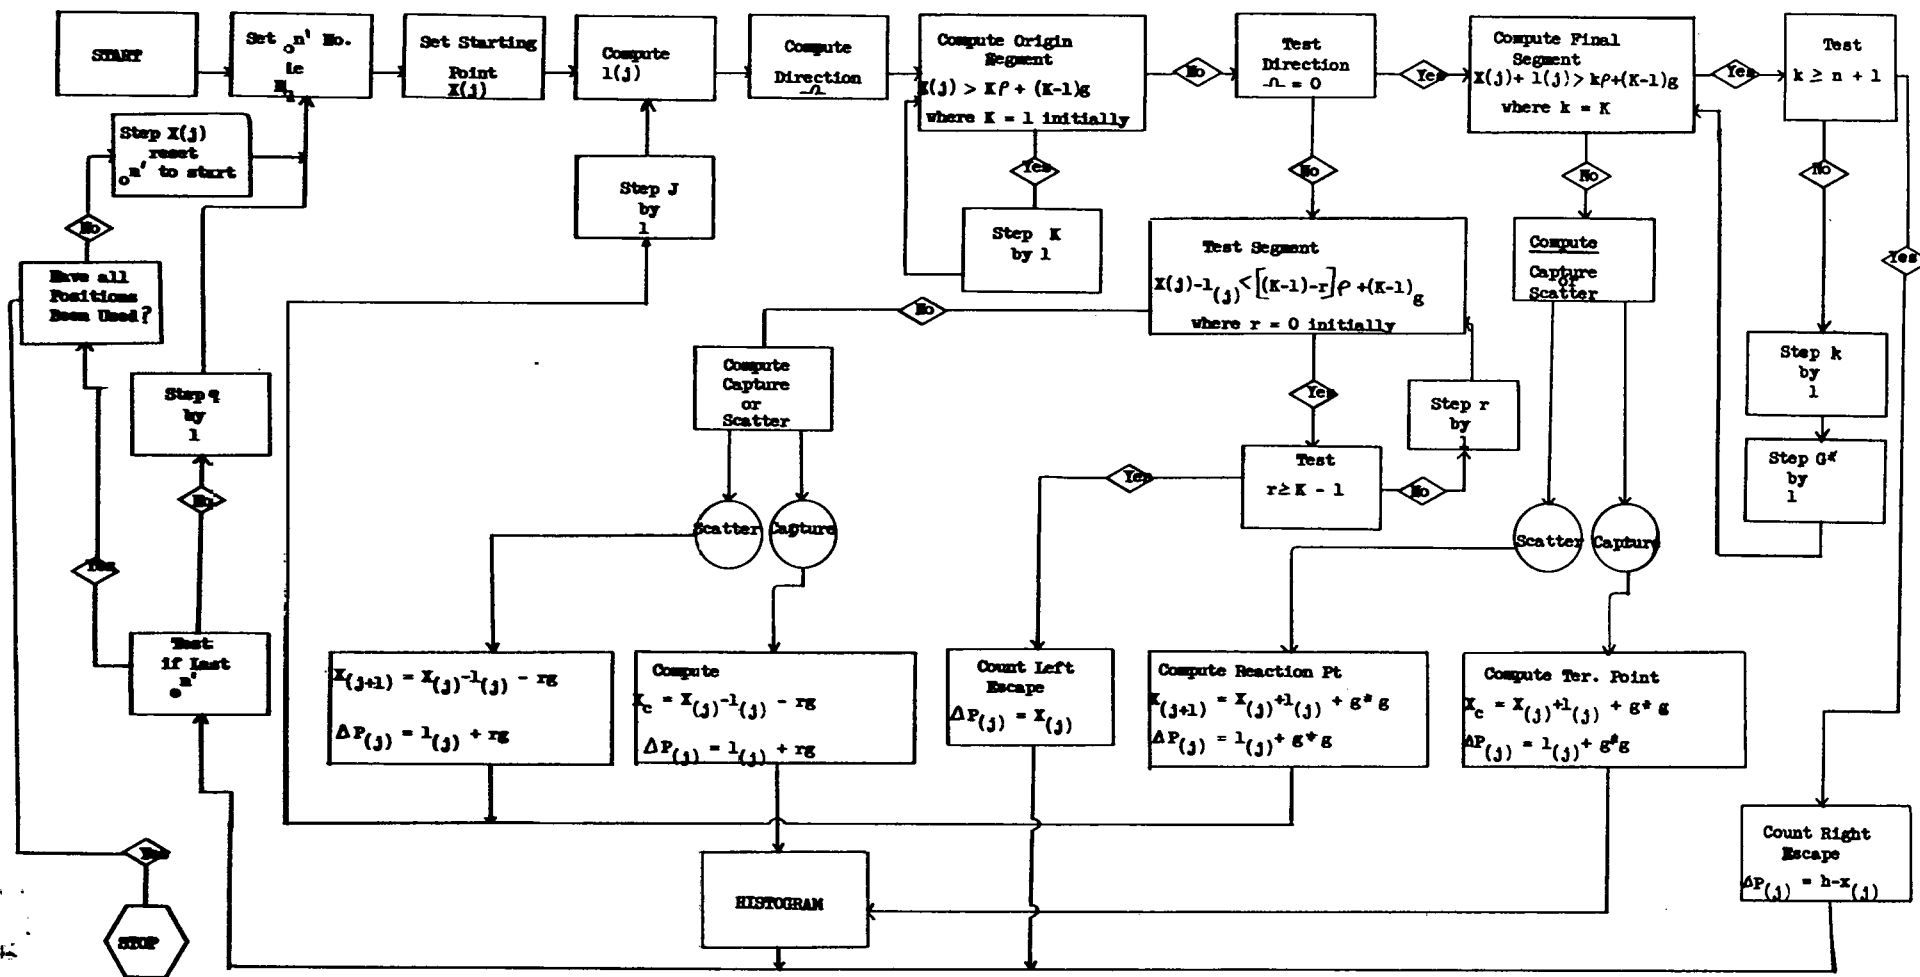 START
Set ₀n' No.
ie
Set Starting
Point
X(j)
Compute
l(j)
Compute
Direction
Ω
Compute Origin
Segment
X(j) > Kρ + (K-1)g
where K = 1 initially
No
Test
Direction
Ω = 0
Yes
Compute Final
Segment
X(j)+ l(j) > kρ+(K-1)g
where k = K
Yes
Test
k ≥ n + 1
Step X(j)
reset
₀n' to start
Yes
No
No
No
Yes
Step J
by
1
Step K
by 1
No
Have all
Positions
Been Used?
Test Segment
X(j)-l(j) < [(K-1)-r]ρ +(K-1)g
where r = 0 initially
No
Compute
Capture
or
Scatter
Compute
Capture
or
Scatter
Step k
by
1
Step q
by
1
Yes
Step r
by
1
Step G*
by
1
Test
r ≥ K - 1
No
Yes
No
Yes
Scatter
Capture
Scatter
Capture
Test
if Last
₀n'
X(j+1) = X(j)-l(j) - rg
ΔP(j) = l(j) + rg
Compute
Xc = X(j)-l(j) - rg
ΔP(j) = l(j) + rg
Count Left
Escape
ΔP(j) = X(j)
Compute Reaction Pt
X(j+1) = X(j)+l(j) + g* g
ΔP(j) = l(j)+ g* g
Compute Ter. Point
Xc = X(j)+l(j) + g* g
ΔP(j) = l(j)+ g*g
Count Right
Escape
ΔP(j) = h-x(j)
Yes
HISTOGRAM
STOP